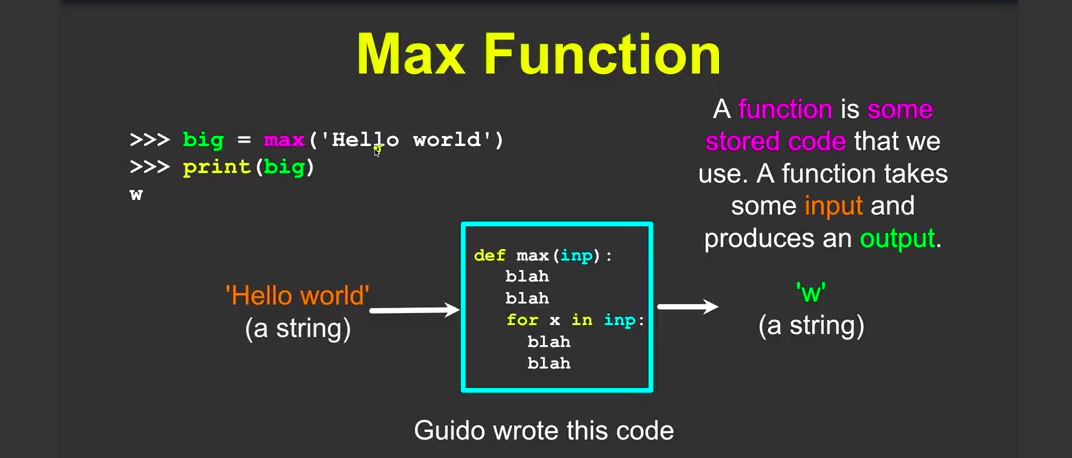 Max Function
>>> big = max('Hello world')
>>> print(big)
w
A function is some
stored code that we
use. A function takes
some input and
produces an output.
'Hello world'
(a string)
def max(inp):
blah
blah
for x in inp:
blah
blah
'w'
(a string)
Guido wrote this code